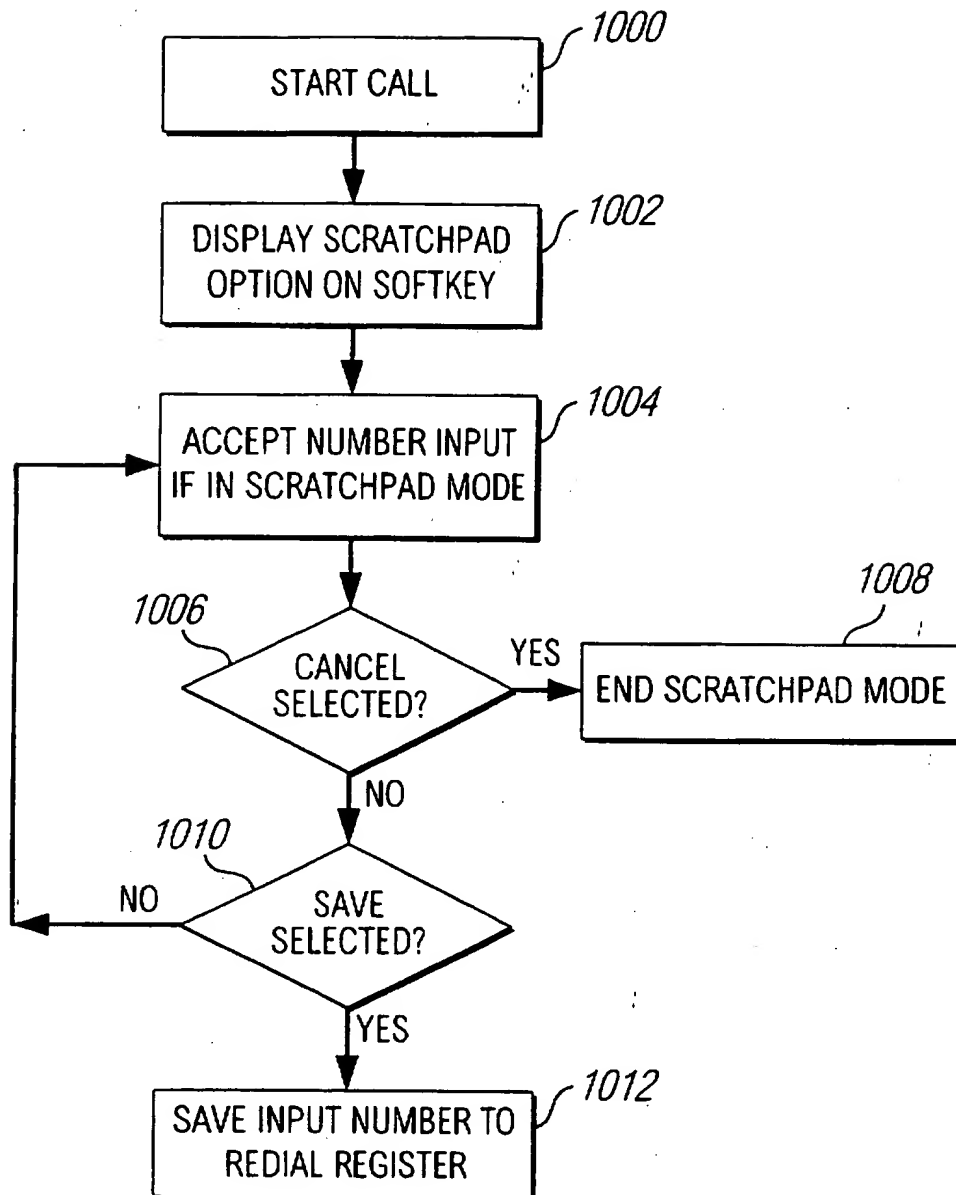 1000
START CALL
1002
DISPLAY SCRATCHPAD
OPTION ON SOFTKEY
1004
ACCEPT NUMBER INPUT
IF IN SCRATCHPAD MODE
1006
CANCEL
SELECTED?
YES
1008
END SCRATCHPAD MODE
NO
1010
SAVE
SELECTED?
NO
YES
1012
SAVE INPUT NUMBER TO
REDIAL REGISTER